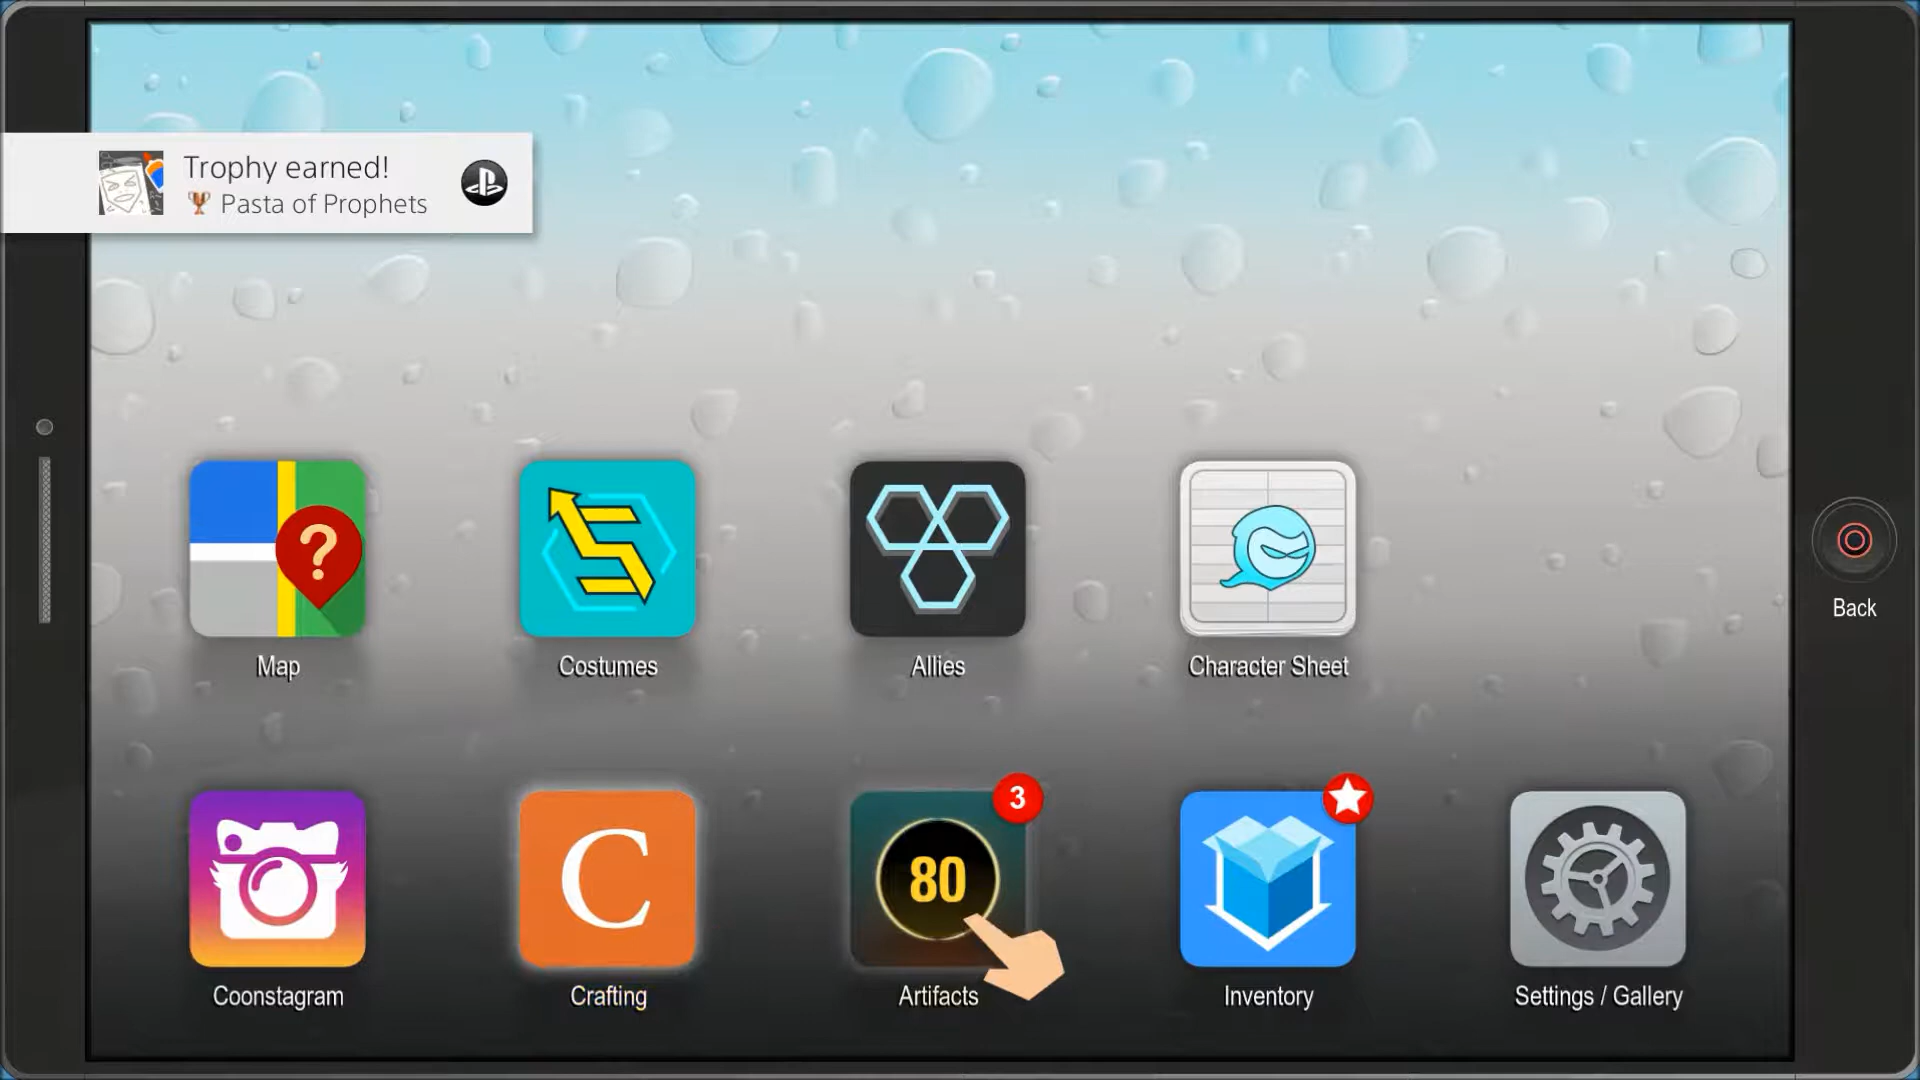 Trophy earned!
Pasta of Prophets
?
Map
Costumes
Allies
Character Sheet
Back
Coonstagram
C
Crafting
80
3
Artifacts
Inventory
Settings / Gallery